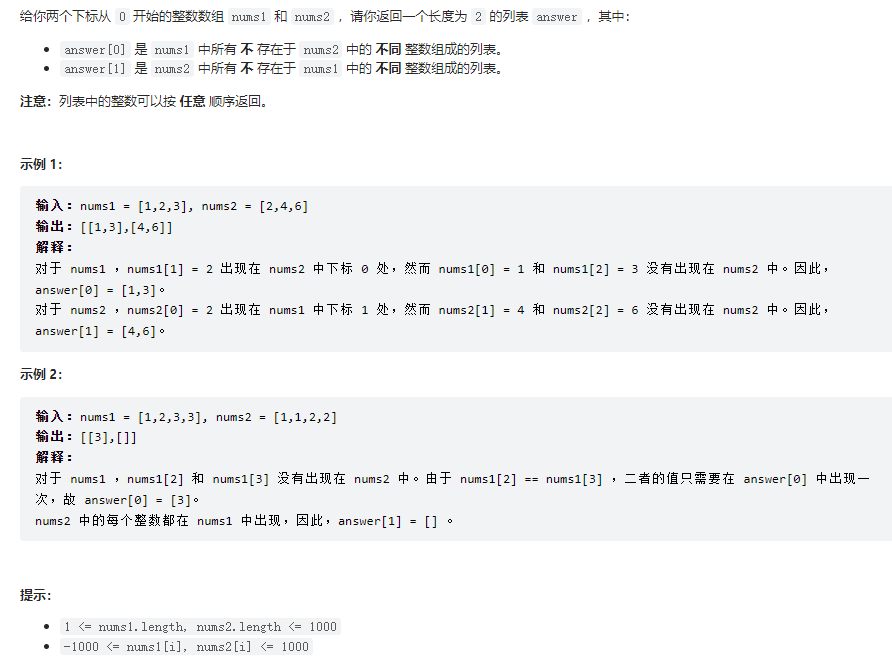 给你两个下标从 0 开始的整数数组 nums1 和 nums2 ，请你返回一个长度为 2 的列表 answer ，其中：
answer[0] 是 nums1 中所有 不 存在于 nums2 中的 不同 整数组成的列表。
answer[1] 是 nums2 中所有 不 存在于 nums1 中的 不同 整数组成的列表。
注意：列表中的整数可以按 任意 顺序返回。
示例 1：
输入：nums1 = [1,2,3], nums2 = [2,4,6]
输出：[[1,3],[4,6]]
解释：
对于 nums1 ，nums1[1] = 2 出现在 nums2 中下标 0 处，然而 nums1[0] = 1 和 nums1[2] = 3 没有出现在 nums2 中。因此，
answer[0] = [1,3]。
对于 nums2 ，nums2[0] = 2 出现在 nums1 中下标 1 处，然而 nums2[1] = 4 和 nums2[2] = 6 没有出现在 nums2 中。因此，
answer[1] = [4,6]。
示例 2：
输入：nums1 = [1,2,3,3], nums2 = [1,1,2,2]
输出：[[3],[]]
解释：
对于 nums1 ，nums1[2] 和 nums1[3] 没有出现在 nums2 中。由于 nums1[2] == nums1[3] ，二者的值只需要在 answer[0] 中出现一
次，故 answer[0] = [3]。
nums2 中的每个整数都在 nums1 中出现，因此，answer[1] = [] 。
提示：
1 <= nums1.length, nums2.length <= 1000
-1000 <= nums1[i], nums2[i] <= 1000